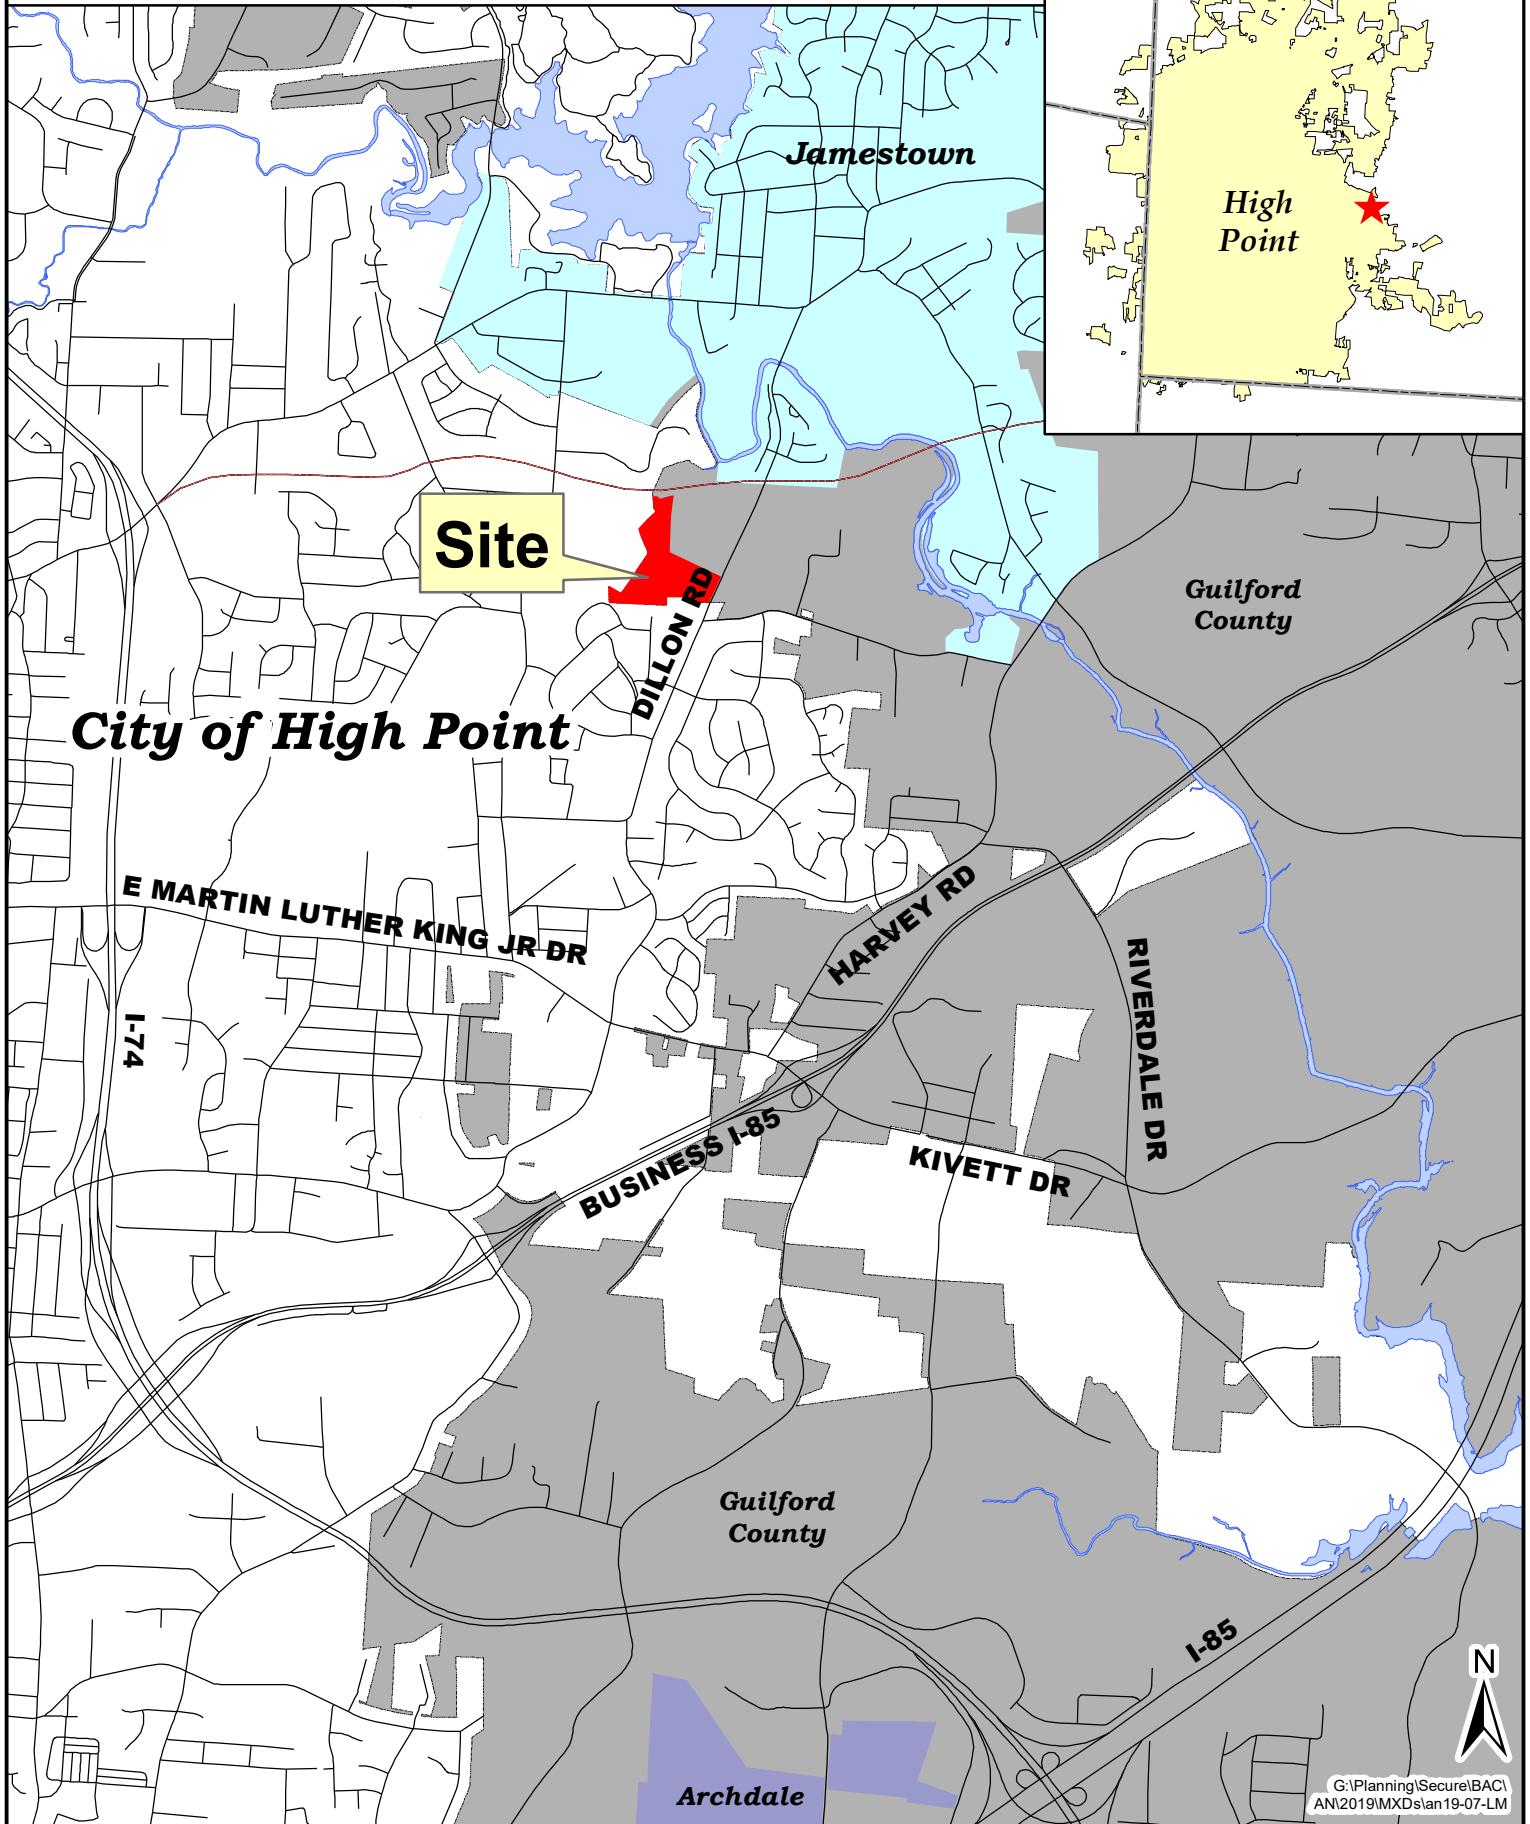 Jamestown
High
Point
Site
Guilford
County
DILLON RD
City of High Point
E MARTIN LUTHER KING JR DR
HARVEY RD
RIVERDALE DR
I-74
BUSINESS I-85
KIVETT DR
Guilford
County
I-85
N
Archdale
G:\Planning\Secure\BAC\
AN\2019\MXDs\an19-07-LM